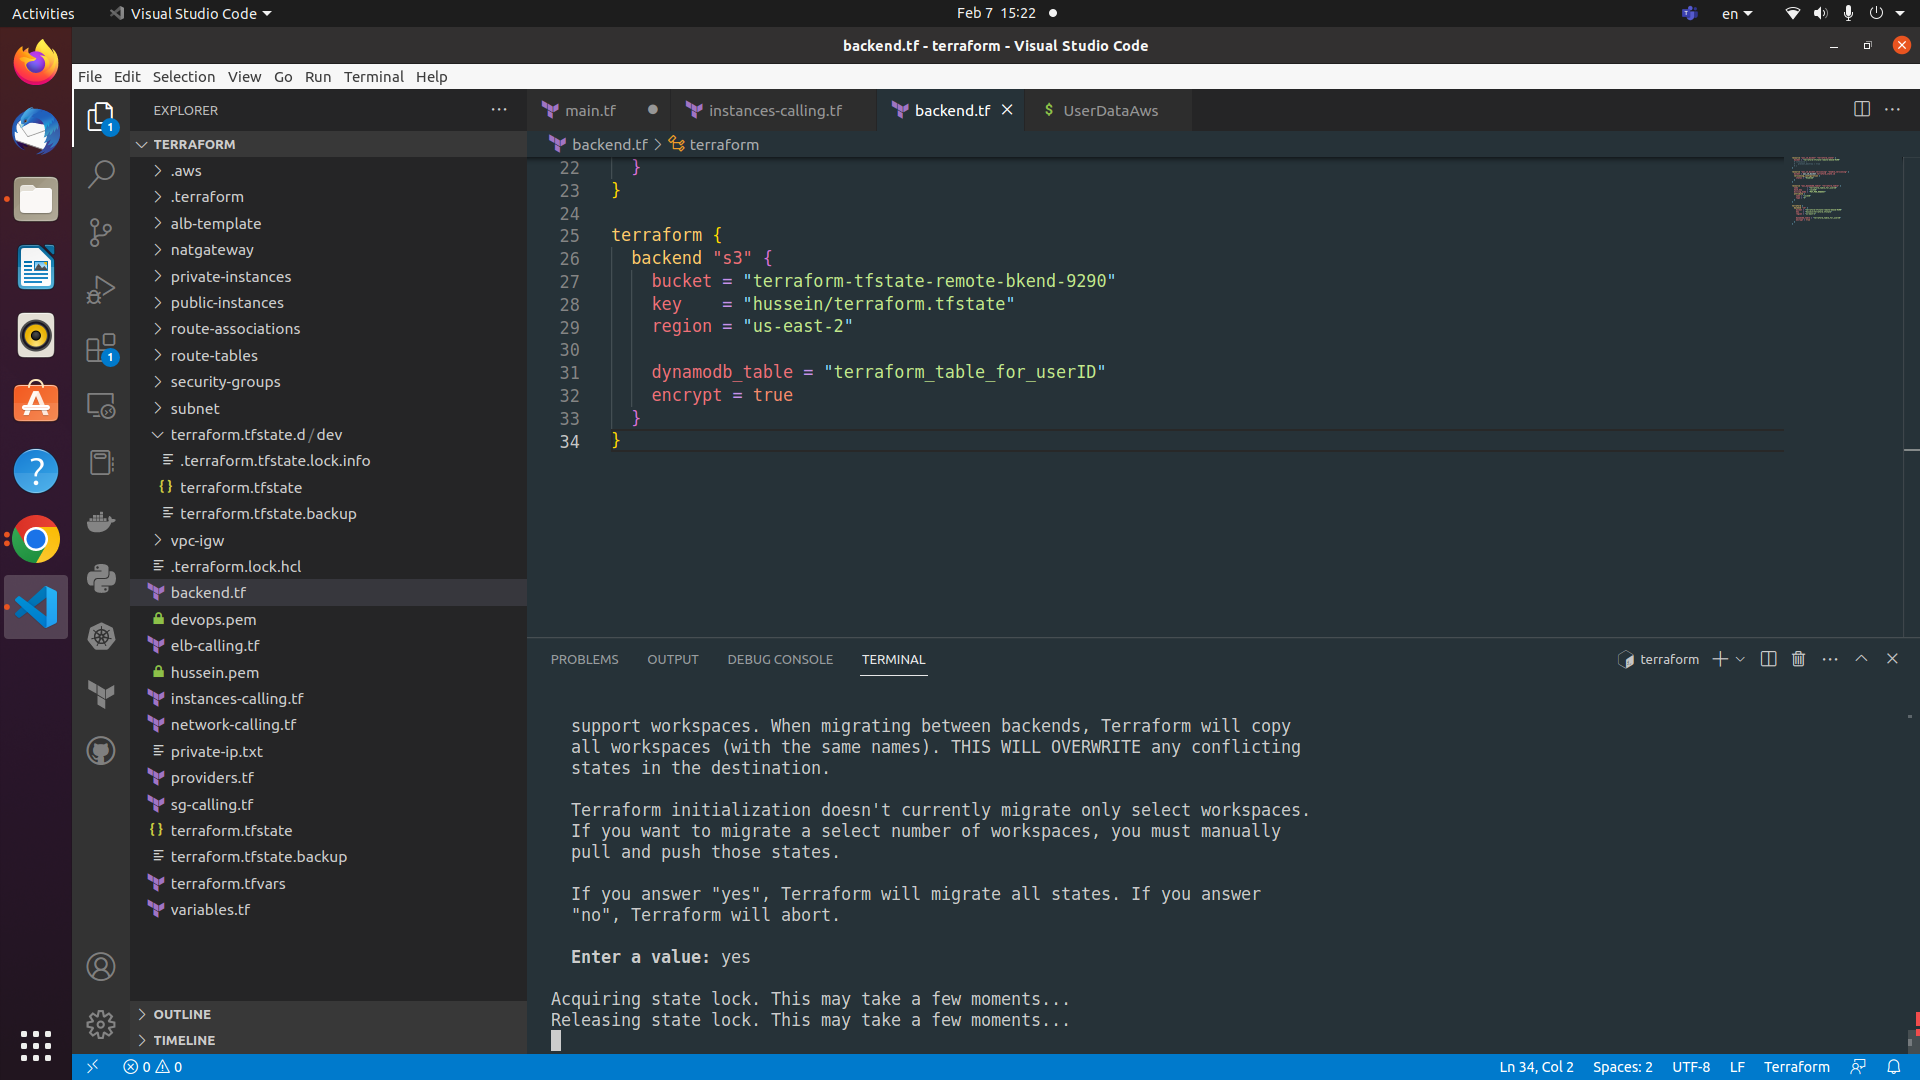 Activities
Visual Studio Code
Feb 7 15:22
en
backend.tf - terraform - Visual Studio Code
File Edit Selection View Go Run Terminal Help
EXPLORER
TERRAFORM
.aws
.terraform
alb-template
natgateway
private-instances
public-instances
route-associations
route-tables
security-groups
subnet
terraform.tfstate.d/dev
.terraform.tfstate.lock.info
terraform.tfstate
terraform.tfstate.backup
vpc-igw
.terraform.lock.hcl
backend.tf
devops.pem
elb-calling.tf
hussein.pem
instances-calling.tf
network-calling.tf
private-ip.txt
providers.tf
sg-calling.tf
terraform.tfstate
terraform.tfstate.backup
terraform.tfvars
variables.tf
OUTLINE
TIMELINE
1
1
main.tf
instances-calling.tf
backend.tf
$ UserDataAws
backend.tf > terraform
22 }
23 }
24
25 terraform {
26 backend "s3" {
27 bucket = "terraform-tfstate-remote-bkend-9290"
28 key = "hussein/terraform.tfstate"
29 region = "us-east-2"
30
31 dynamodb_table = "terraform_table_for_userID"
32 encrypt = true
33 }
34 }
PROBLEMS OUTPUT DEBUG CONSOLE TERMINAL
terraform
support workspaces. When migrating between backends, Terraform will copy
all workspaces (with the same names). THIS WILL OVERWRITE any conflicting
states in the destination.
Terraform initialization doesn't currently migrate only select workspaces.
If you want to migrate a select number of workspaces, you must manually
pull and push those states.
If you answer "yes", Terraform will migrate all states. If you answer
"no", Terraform will abort.
Enter a value: yes
Acquiring state lock. This may take a few moments...
Releasing state lock. This may take a few moments...
0 0
Ln 34, Col 2 Spaces: 2 UTF-8 LF Terraform